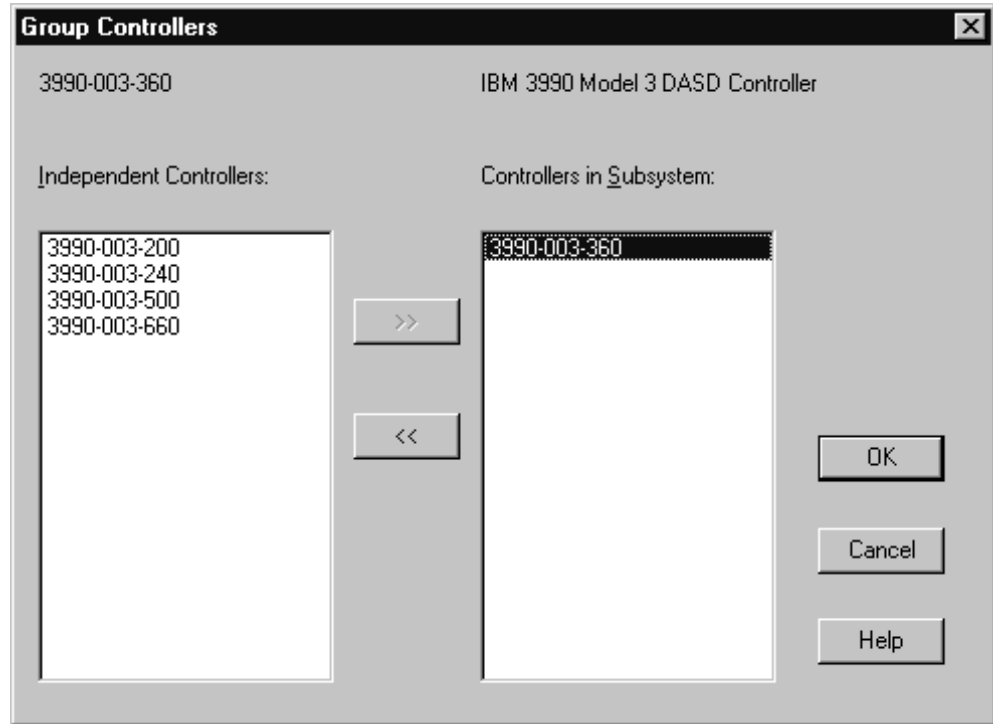 Group Controllers
3990-003-360
IBM 3990 Model 3 DASD Controller
Independent Controllers:
Controllers in Subsystem:
3990-003-200
3990-003-240
3990-003-500
3990-003-660
>>
<<
3990-003-360
OK
Cancel
Help